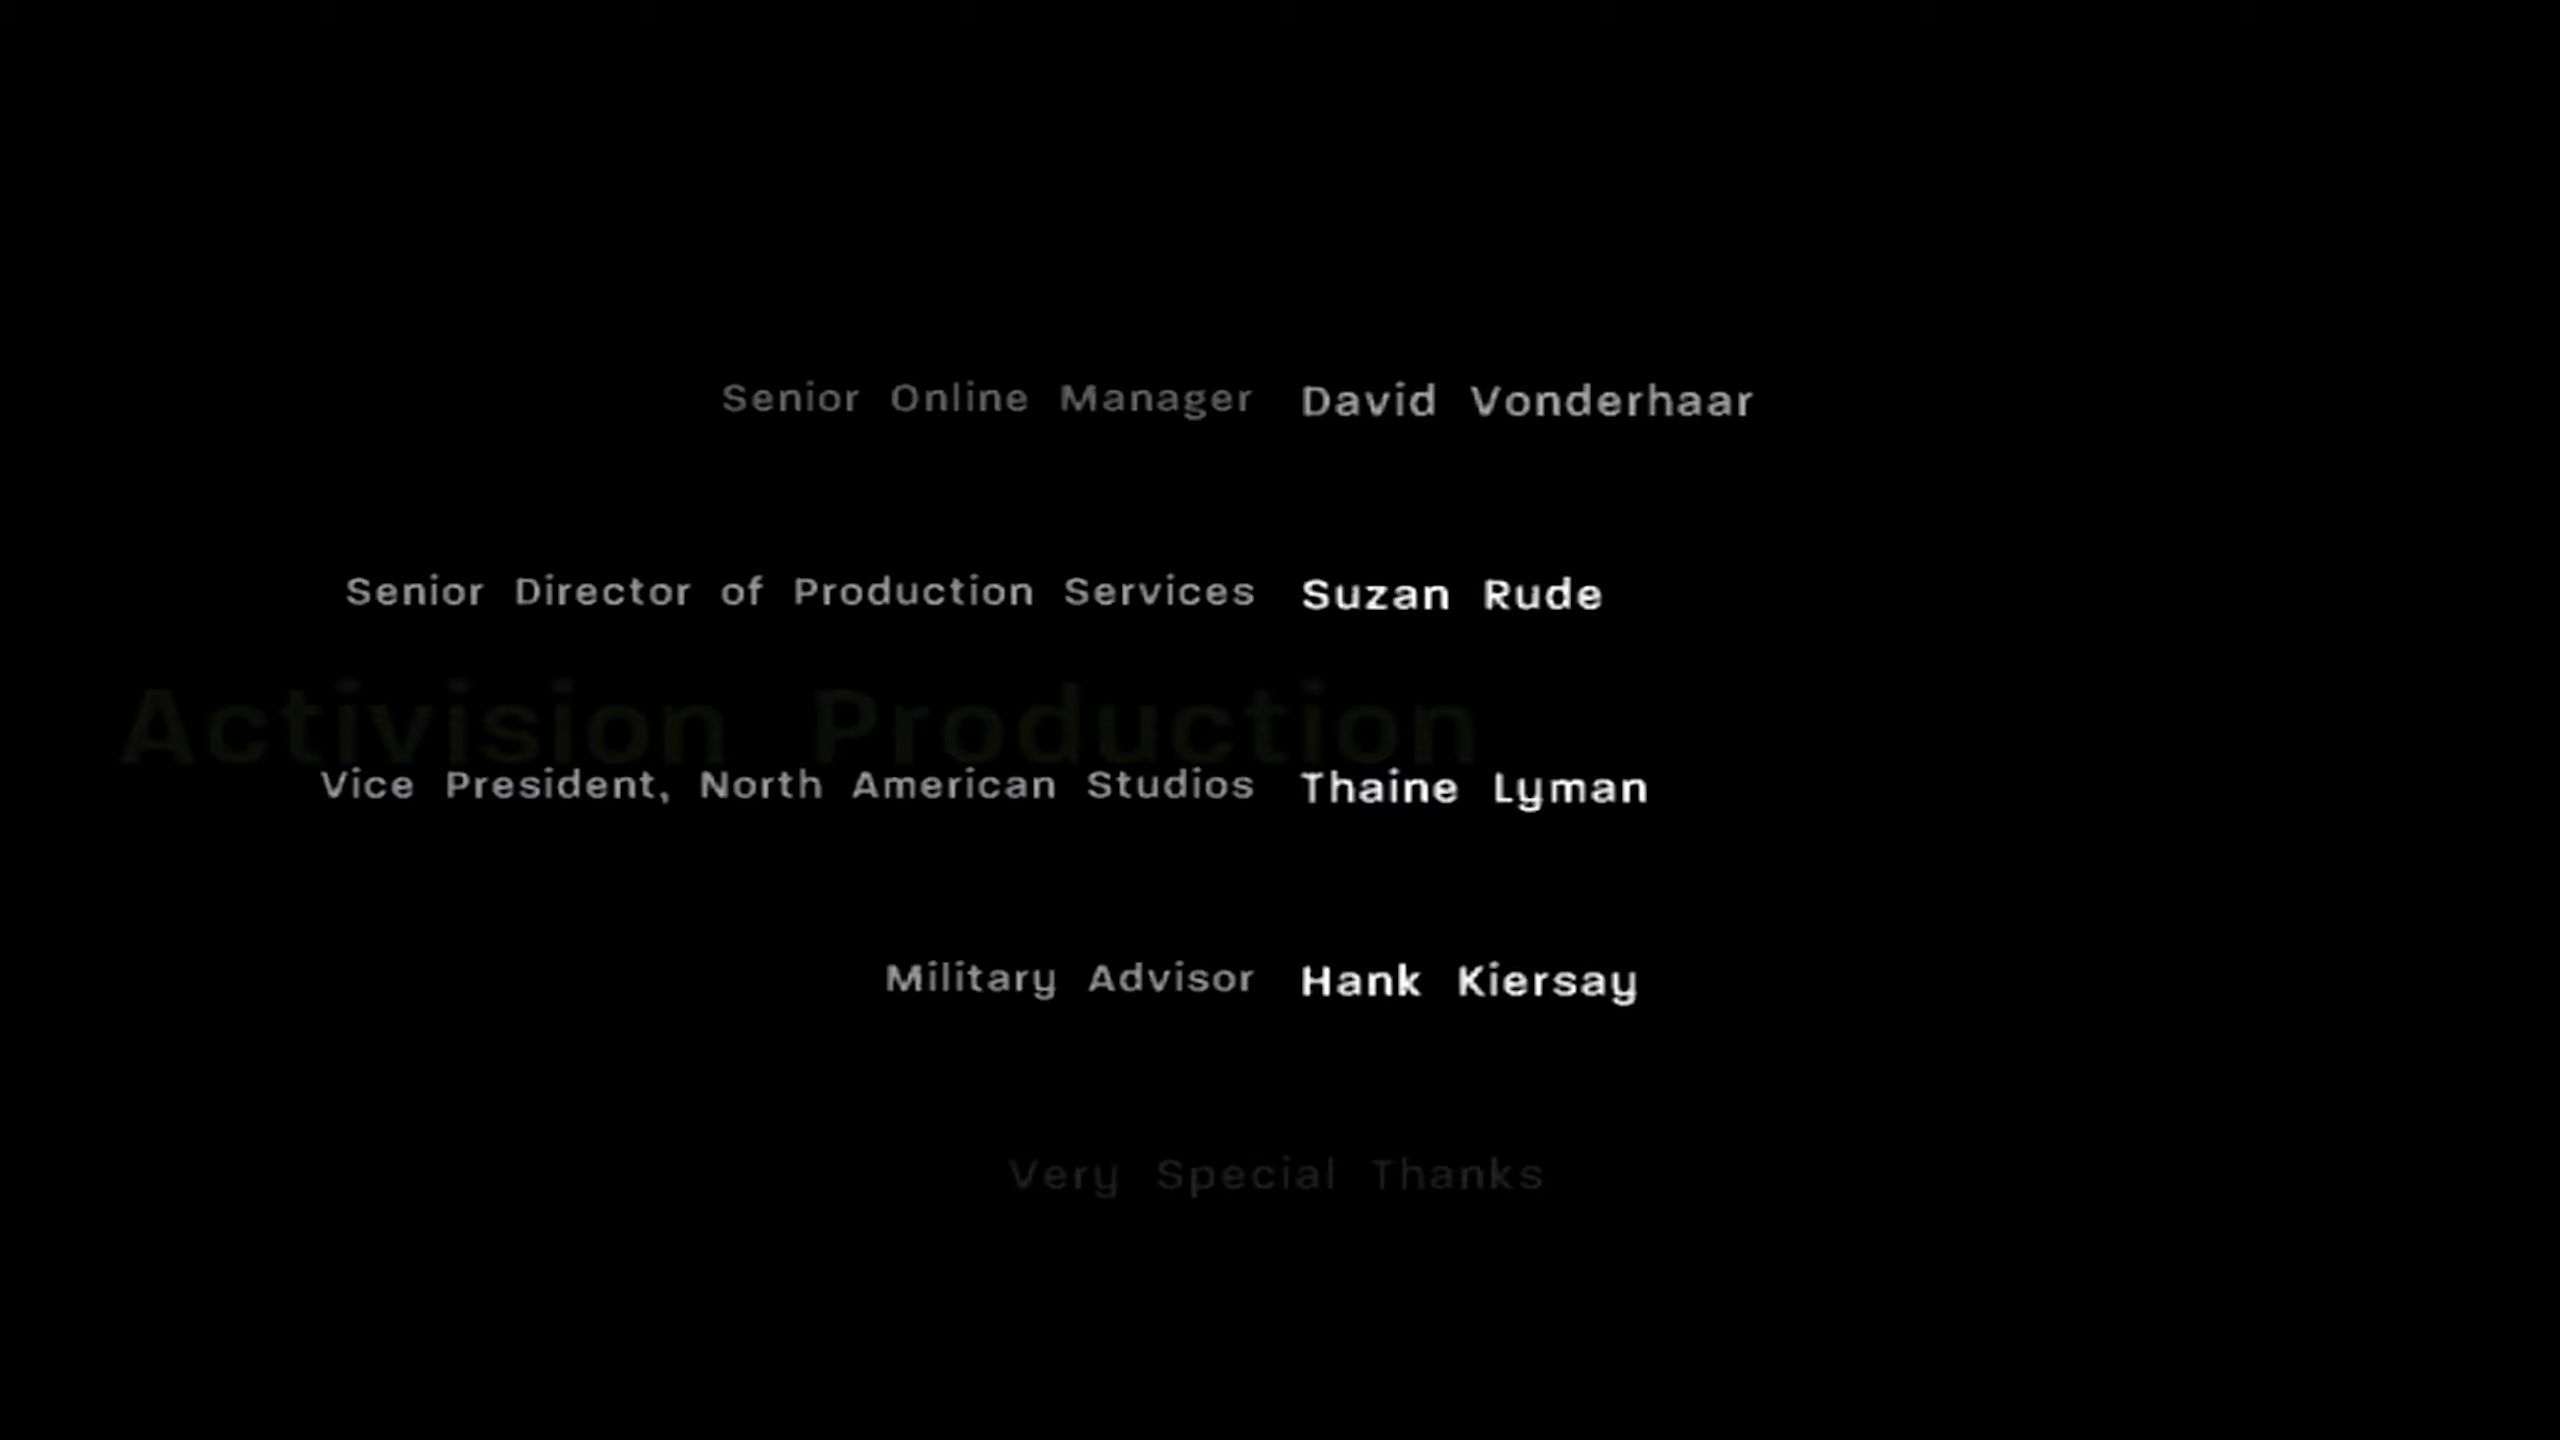 Senior Online Manager David Vonderhaar
Senior Director of Production Services Suzan Rude
Activision Production
Vice President, North American Studios Thaine Lyman
Military Advisor Hank Kiersay
Very Special Thanks